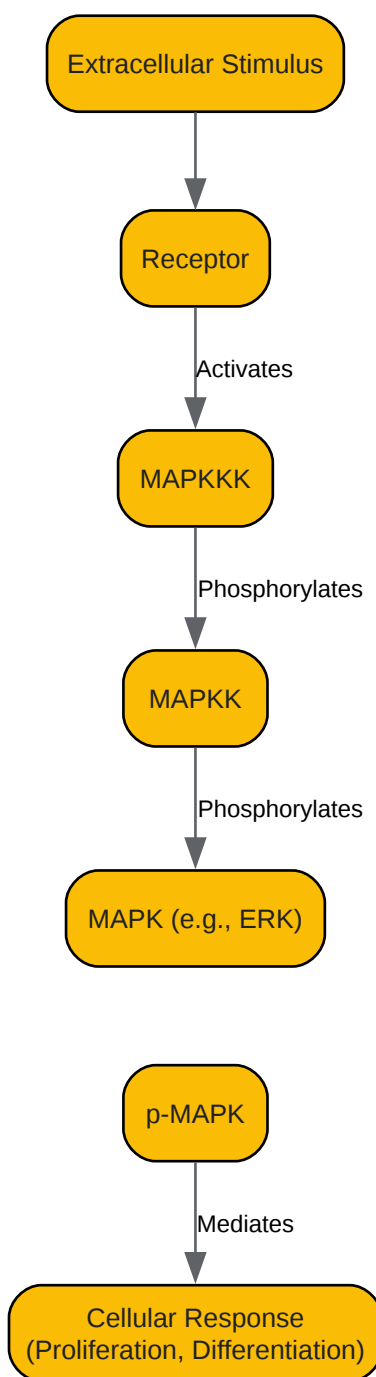 Extracellular Stimulus
Receptor
Activates
MAPKKK
Phosphorylates
MAPKK
Phosphorylates
MAPK (e.g., ERK)
p-MAPK
Mediates
Cellular Response
(Proliferation, Differentiation)